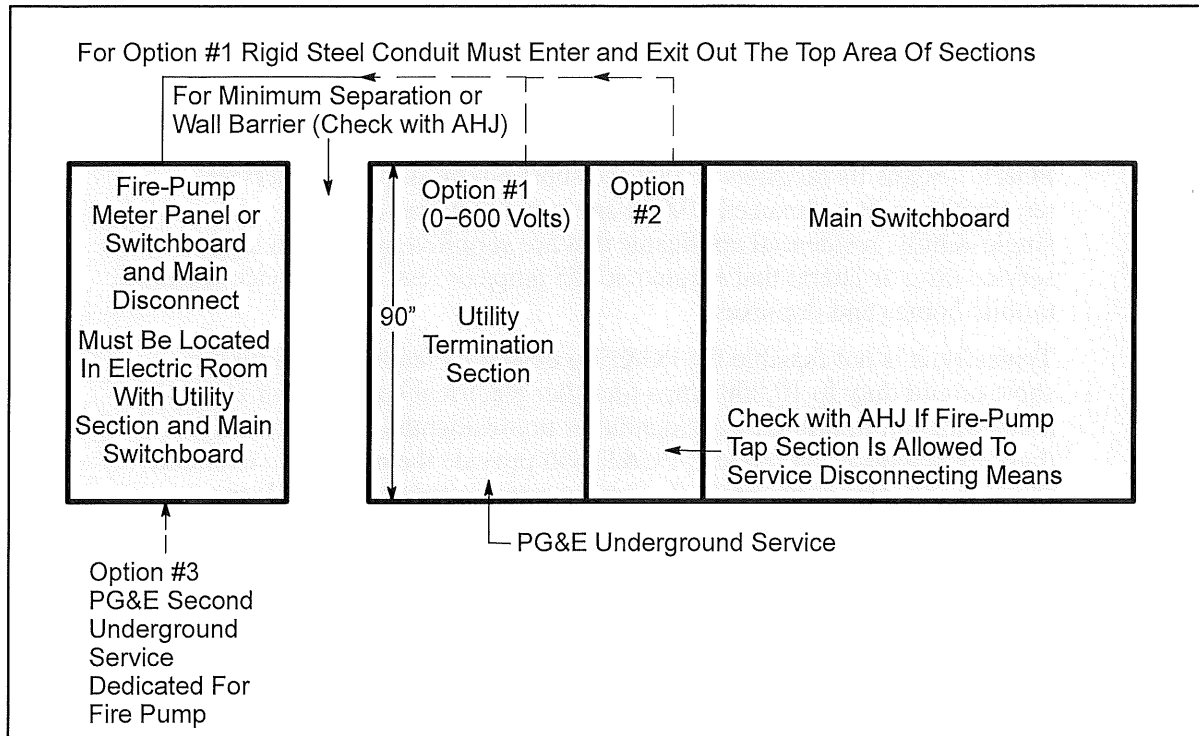 For Option #1 Rigid Steel Conduit Must Enter and Exit Out The Top Area Of Sections
For Minimum Separation or
Wall Barrier (Check with AHJ)
Fire-Pump
Meter Panel or
Switchboard
and Main
Disconnect
Must Be Located
In Electric Room
With Utility
Section and Main
Switchboard
Option #1
(0−600 Volts)
90"
Utility
Termination
Section
Option
#2
Main Switchboard
Check with AHJ If Fire-Pump
Tap Section Is Allowed To
Service Disconnecting Means
PG&E Underground Service
Option #3
PG&E Second
Underground
Service
Dedicated For
Fire Pump